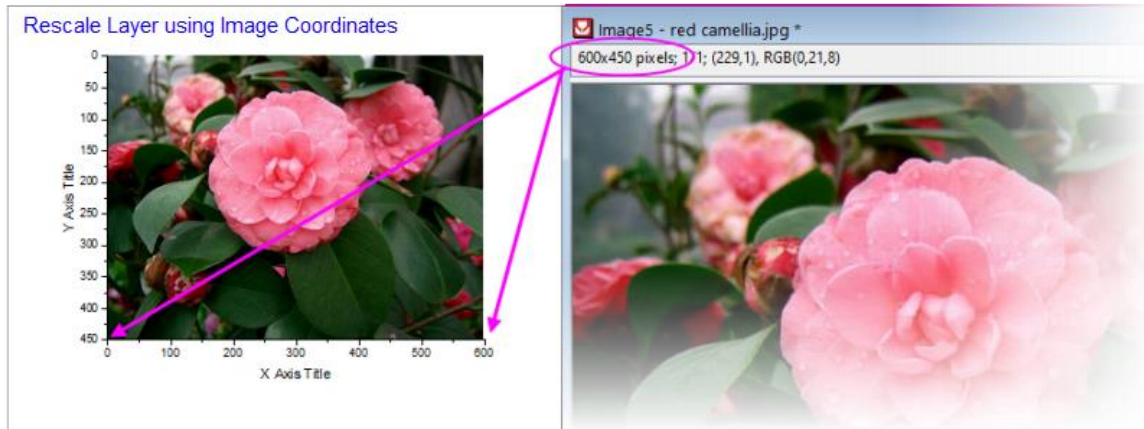 Rescale Layer using Image Coordinates
Image5 - red camellia.jpg *
600x450 pixels; 1/1; (229,1), RGB(0,21,8)
0
50
100
150
200
250
300
350
400
450
Y Axis Title
0 100 200 300 400 500 600
X Axis Title